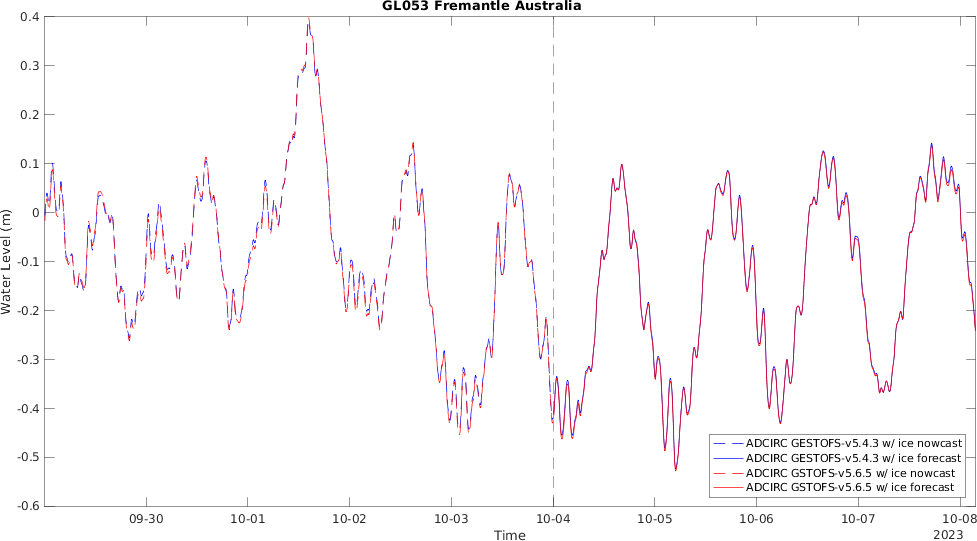 GL053 Fremantle Australia
0.4
0.3
0.2
0.1
0
-0.1
-0.2
-0.3
-0.4
-0.5
-0.6
Water Level (m)
ADCIRC GESTOFS-v5.4.3 w/ ice nowcast
ADCIRC GESTOFS-v5.4.3 w/ ice forecast
ADCIRC GSTOFS-v5.6.5 w/ ice nowcast
ADCIRC GSTOFS-v5.6.5 w/ ice forecast
09-30 10-01 10-02 10-03 10-04 10-05 10-06 10-07 10-08
Time 2023